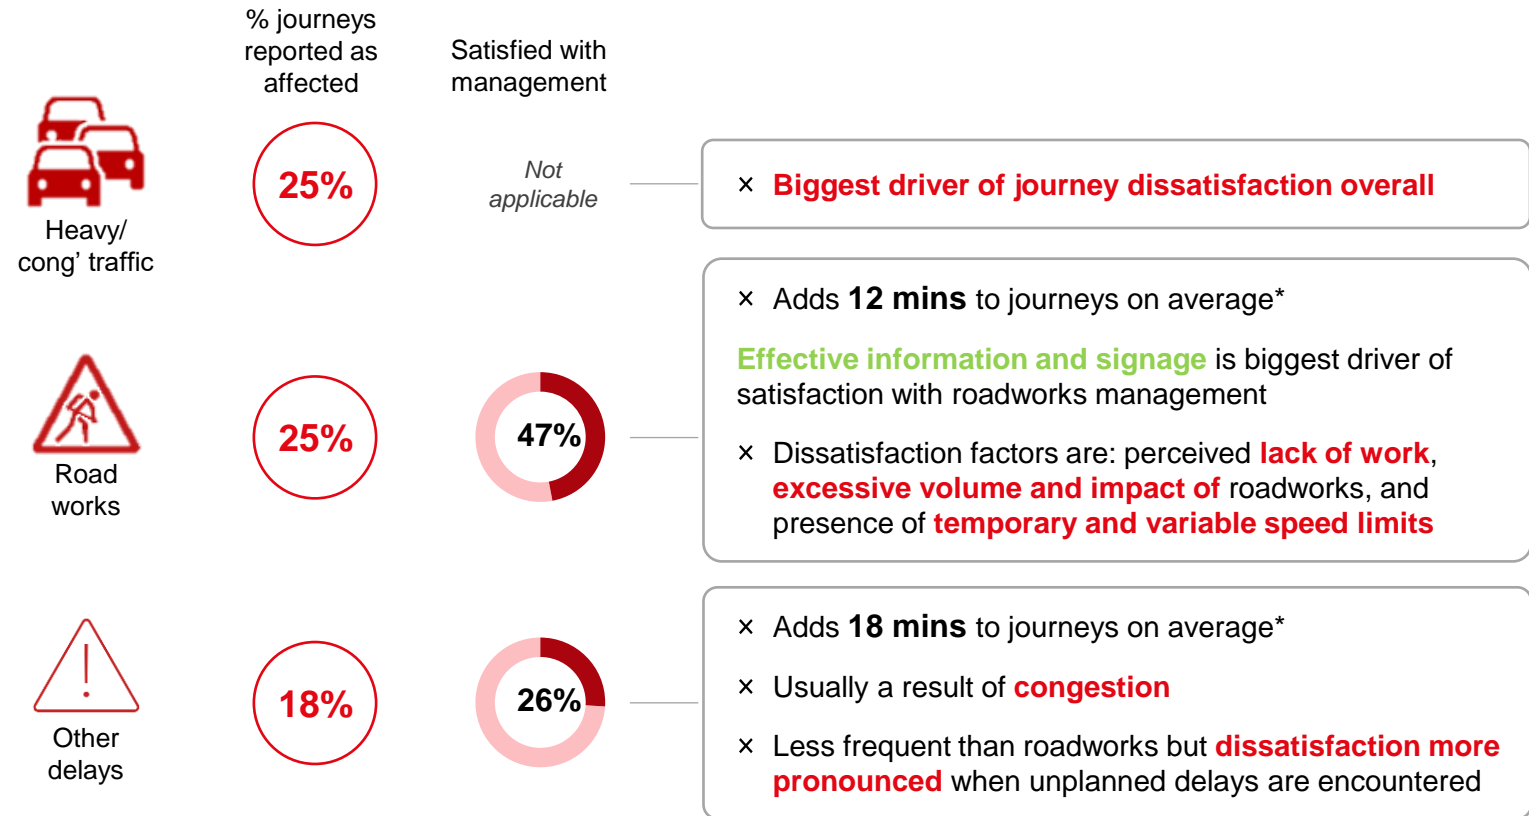 % journeys
reported as
affected
Satisfied with
management
Heavy/
cong' traffic
25%
Not
applicable
× Biggest driver of journey dissatisfaction overall
Road
works
25%
47%
× Adds 12 mins to journeys on average*
Effective information and signage is biggest driver of
satisfaction with roadworks management
× Dissatisfaction factors are: perceived lack of work,
excessive volume and impact of roadworks, and
presence of temporary and variable speed limits
Other
delays
18%
26%
× Adds 18 mins to journeys on average*
× Usually a result of congestion
× Less frequent than roadworks but dissatisfaction more
pronounced when unplanned delays are encountered